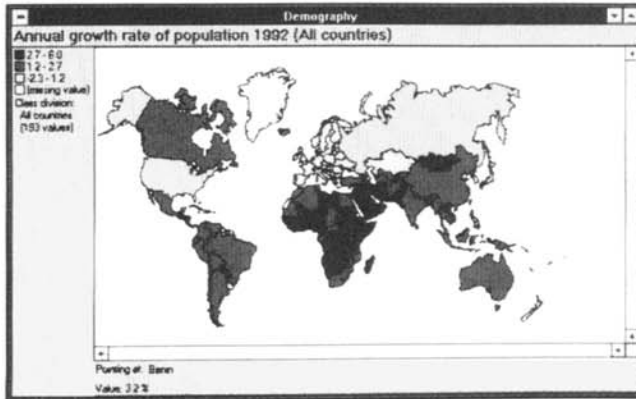 Demography
Annual growth rate of population 1992 (All countries)
2.7 - 6.0
1.2 - 2.7
-2.3 - 1.2
(missing value)
Class division:
All countries
(193 values)
Pointing at: Benin
Value: 3.2 %